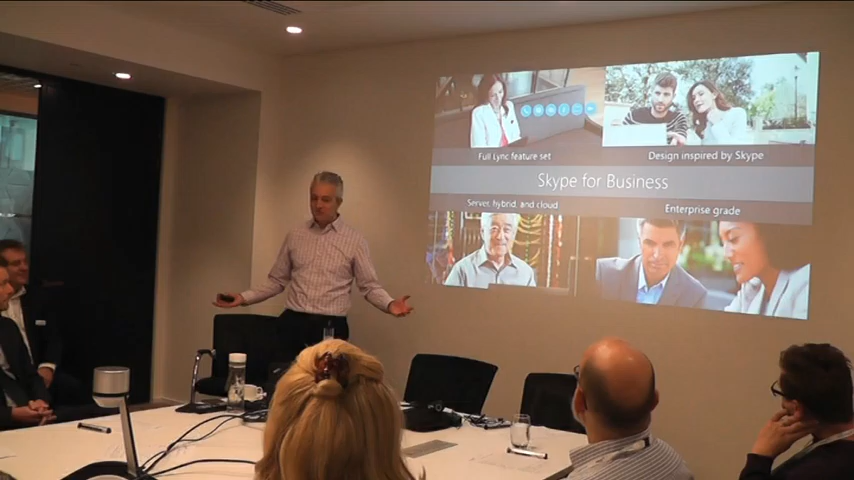 Full Lync feature set
Design inspired by Skype
Skype for Business
Server, hybrid, and cloud
Enterprise grade